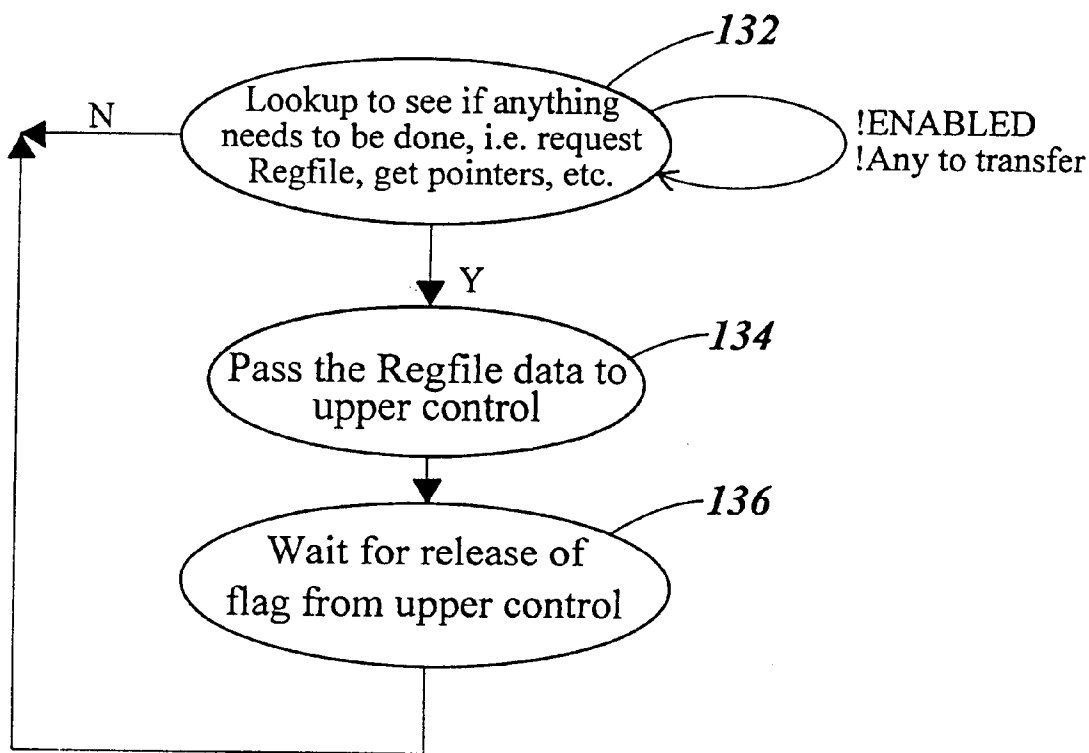 132
Lookup to see if anything
needs to be done, i.e. request
Regfile, get pointers, etc.
N
!ENABLED
!Any to transfer
Y
134
Pass the Regfile data to
upper control
136
Wait for release of
flag from upper control